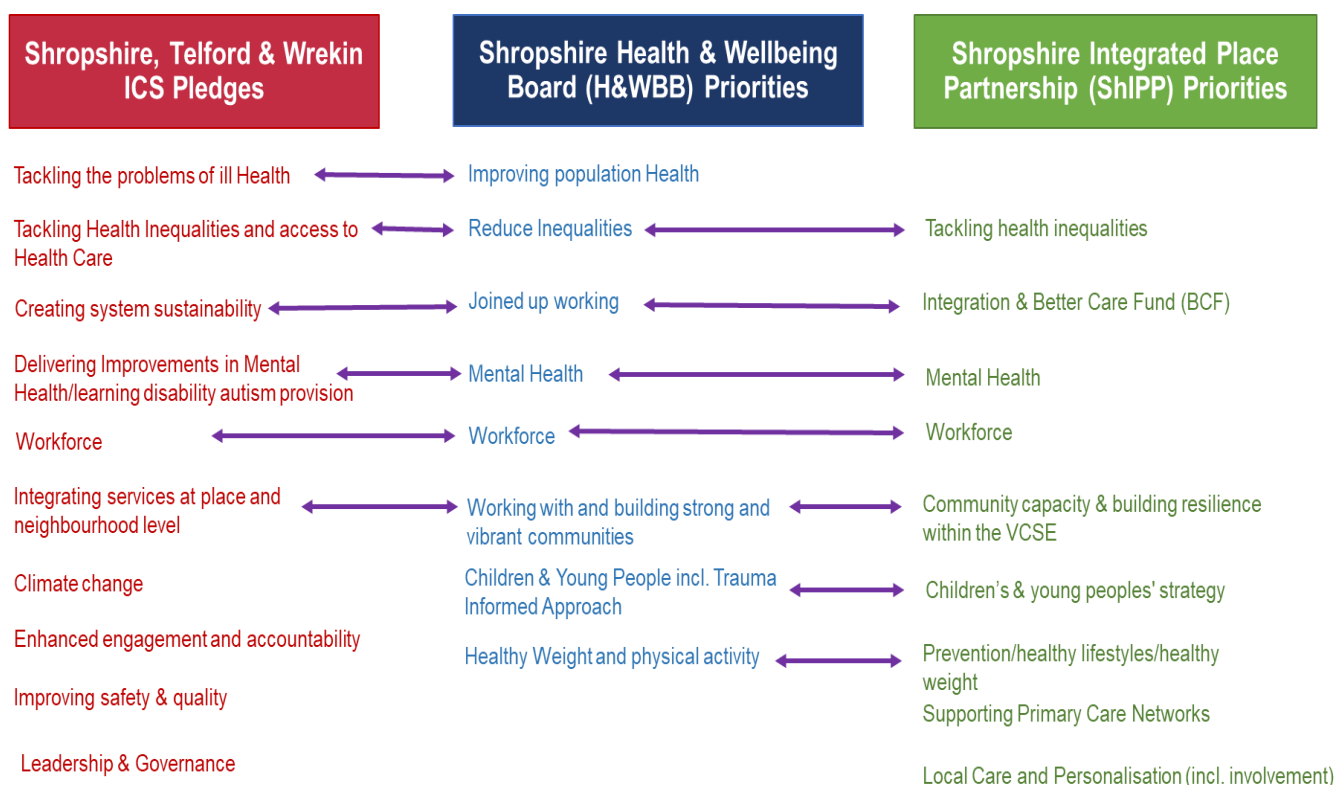 Shropshire, Telford & Wrekin
ICS Pledges
Shropshire Health & Wellbeing
Board (H&WBB) Priorities
Shropshire Integrated Place
Partnership (ShIPP) Priorities
Tackling the problems of ill Health
Improving population Health
Tackling Health Inequalities and access to
Health Care
Reduce Inequalities
Tackling health inequalities
Creating system sustainability
Joined up working
Integration & Better Care Fund (BCF)
Delivering Improvements in Mental
Health/learning disability autism provision
Mental Health
Mental Health
Workforce
Workforce
Workforce
Integrating services at place and
neighbourhood level
Working with and building strong and
vibrant communities
Community capacity & building resilience
within the VCSE
Climate change
Children & Young People incl. Trauma
Informed Approach
Children’s & young peoples' strategy
Enhanced engagement and accountability
Healthy Weight and physical activity
Prevention/healthy lifestyles/healthy
weight
Improving safety & quality
Supporting Primary Care Networks
Leadership & Governance
Local Care and Personalisation (incl. involvement)